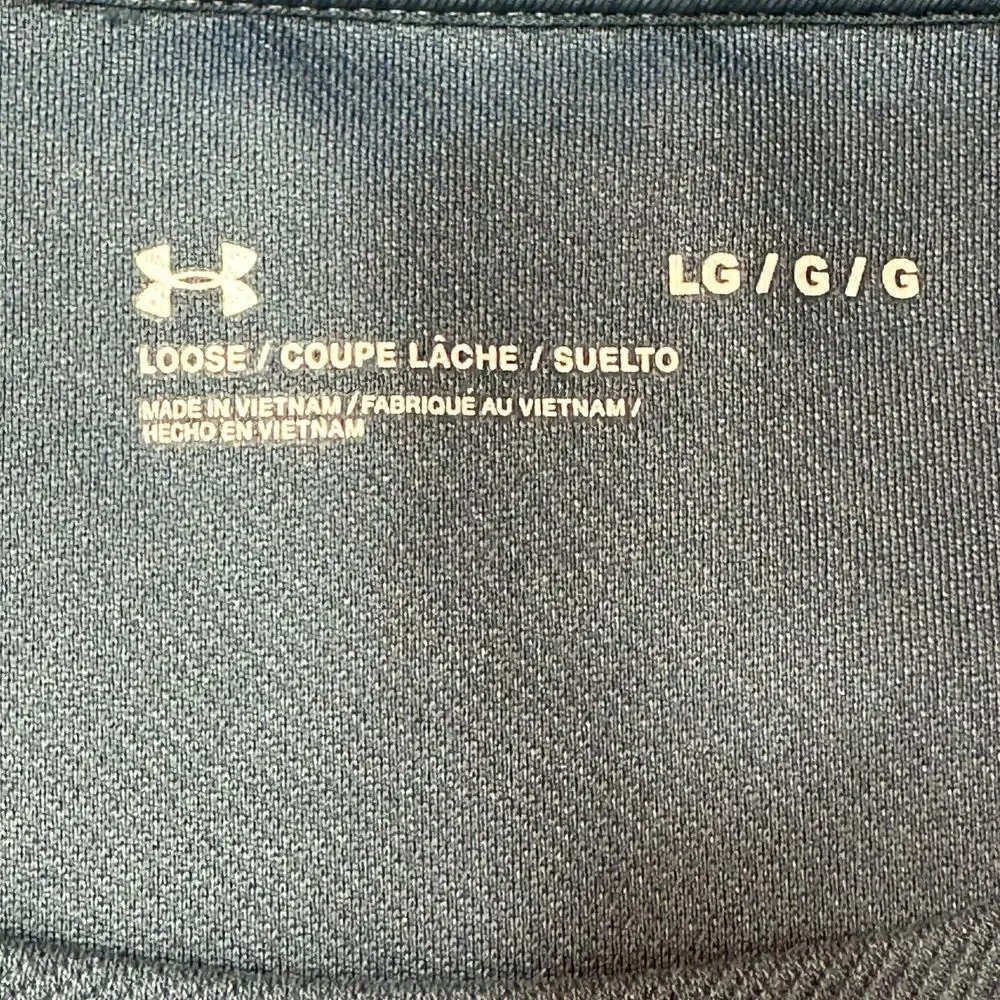 LG / G / G
LOOSE / COUPE LÂCHE / SUELTO
MADE IN VIETNAM / FABRIQUÉ AU VIETNAM /
HECHO EN VIETNAM